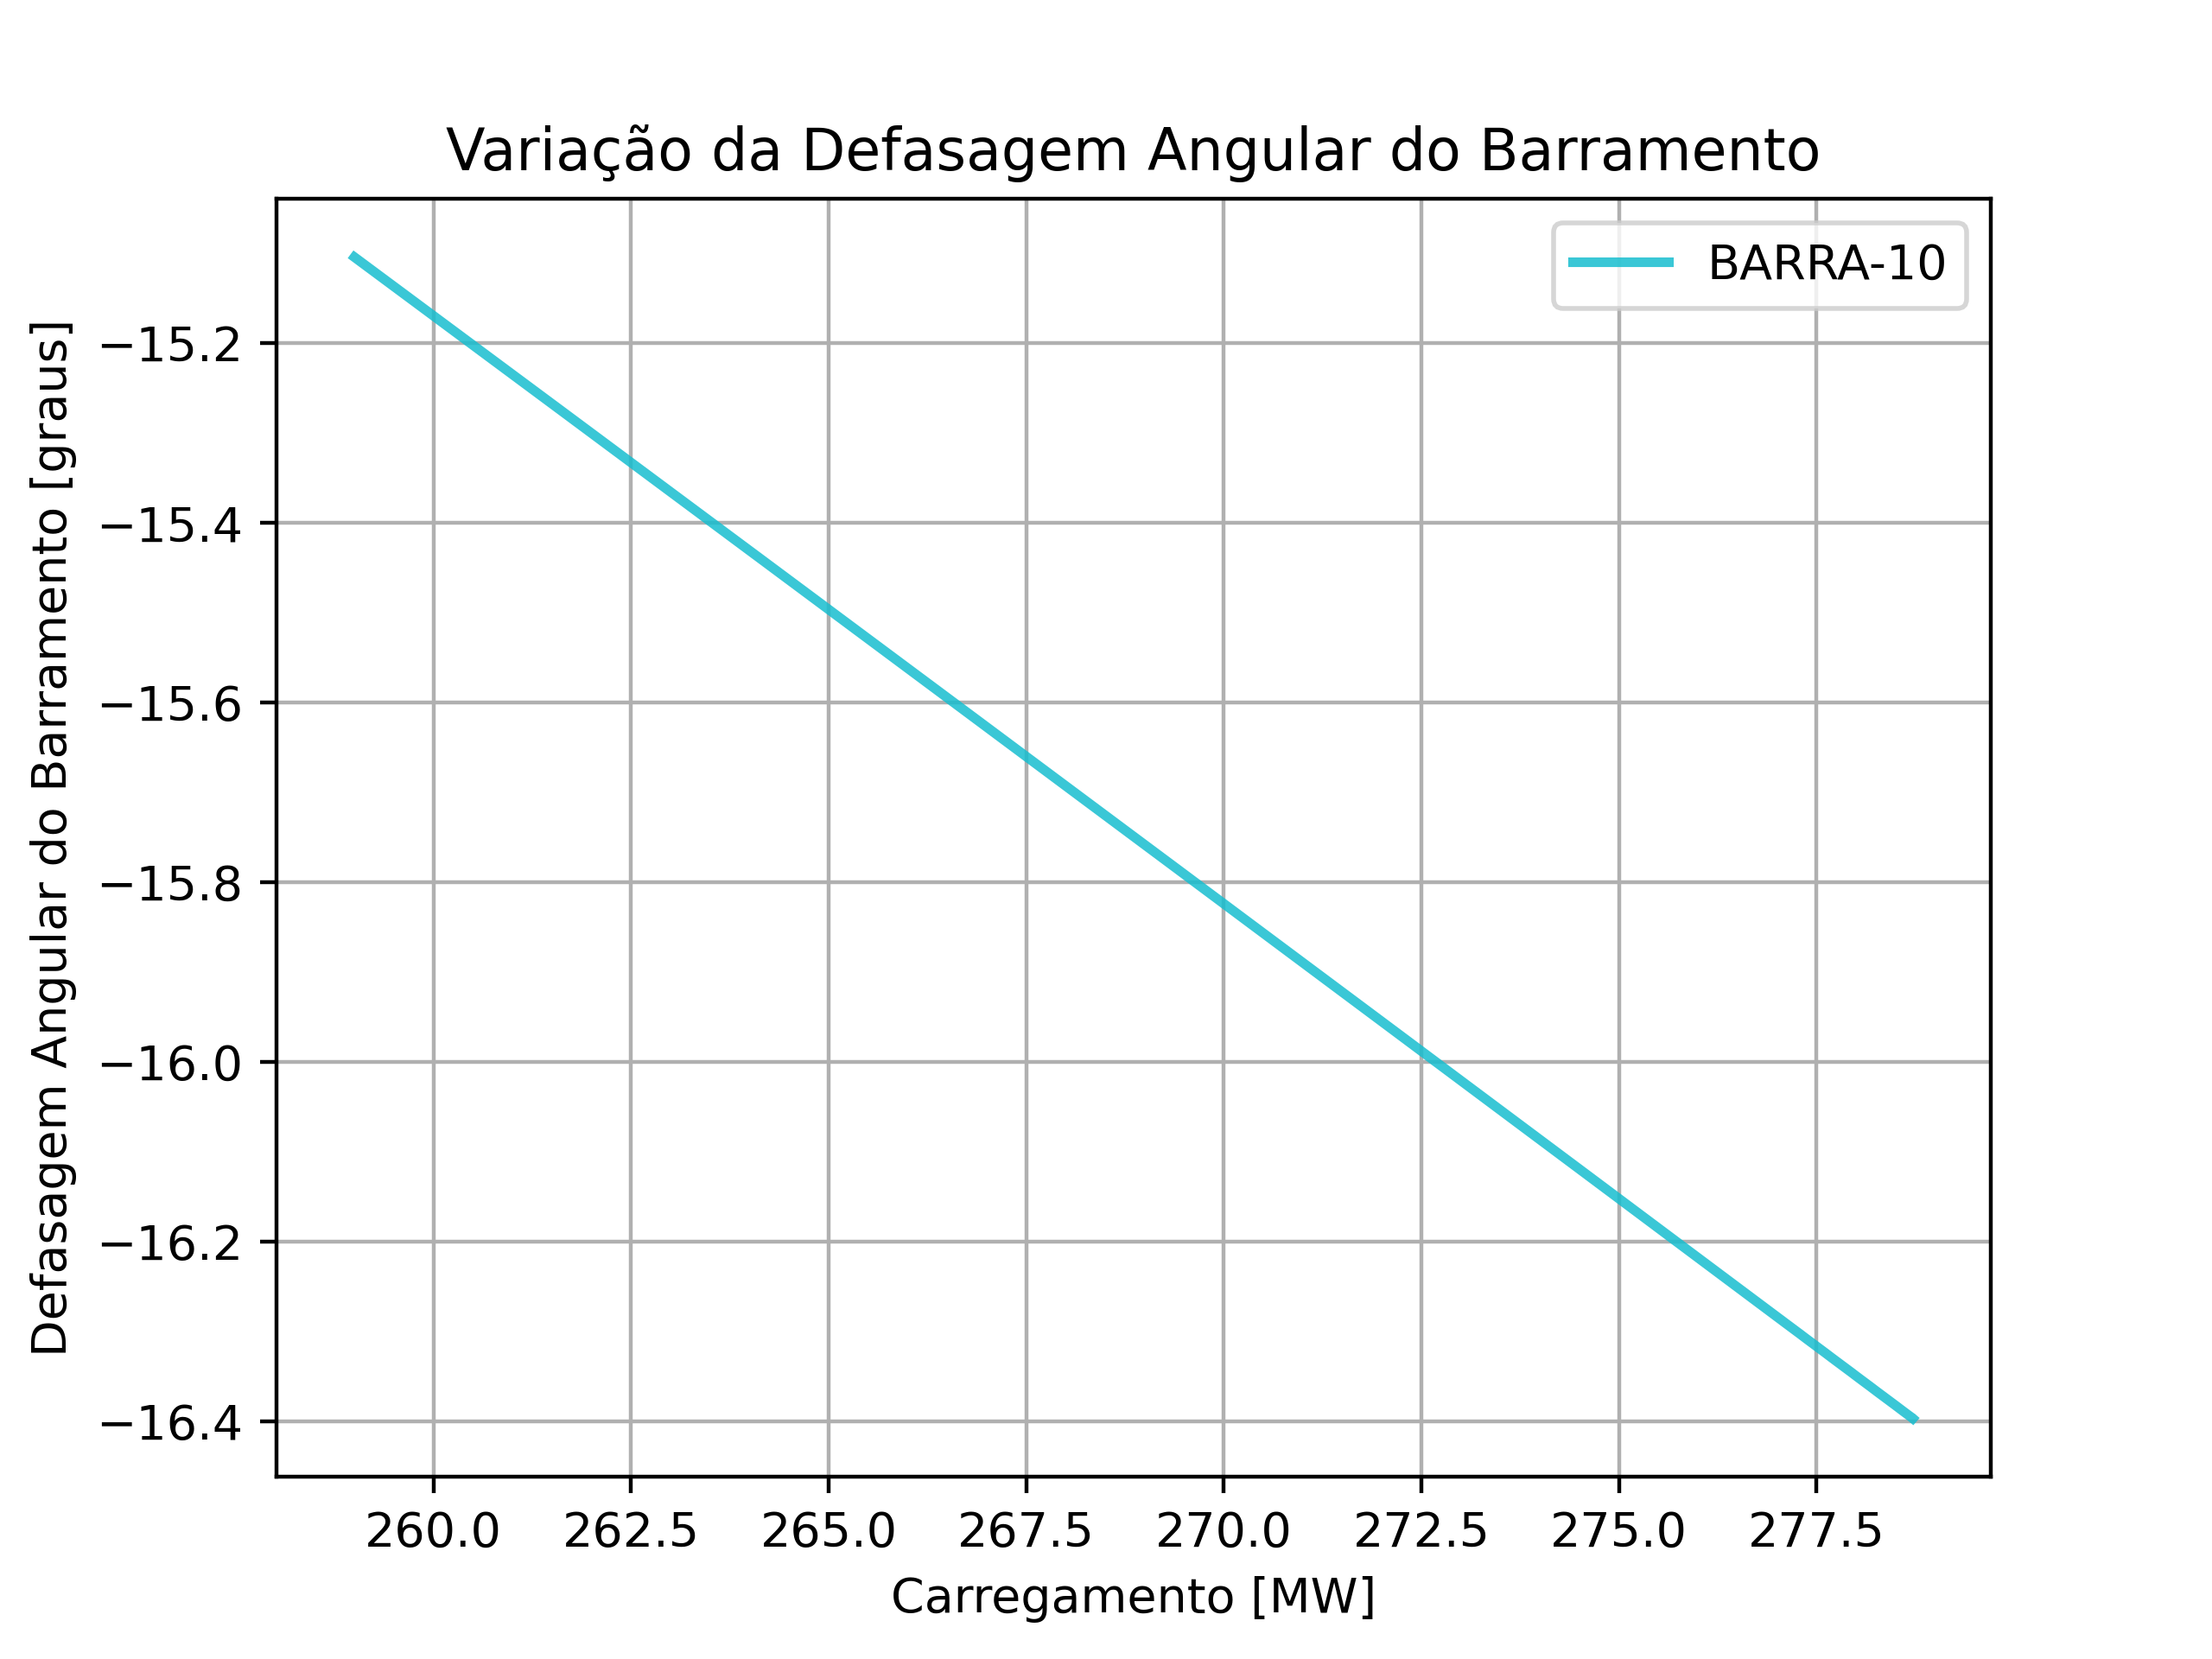 Variação da Defasagem Angular do Barramento
BARRA-10
Defasagem Angular do Barramento [graus]
−15.2
−15.4
−15.6
−15.8
−16.0
−16.2
−16.4
260.0 262.5 265.0 267.5 270.0 272.5 275.0 277.5
Carregamento [MW]